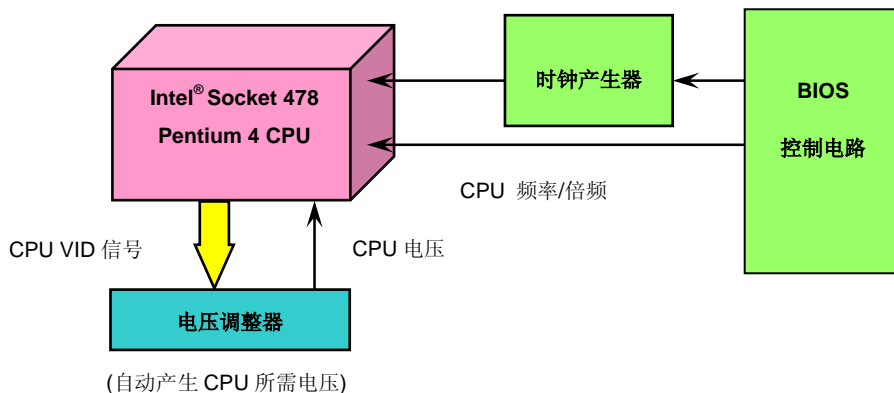 Intel® Socket 478
Pentium 4 CPU
时钟产生器
BIOS
控制电路
CPU 频率/倍频
CPU VID 信号
CPU 电压
电压调整器
(自动产生 CPU 所需电压)